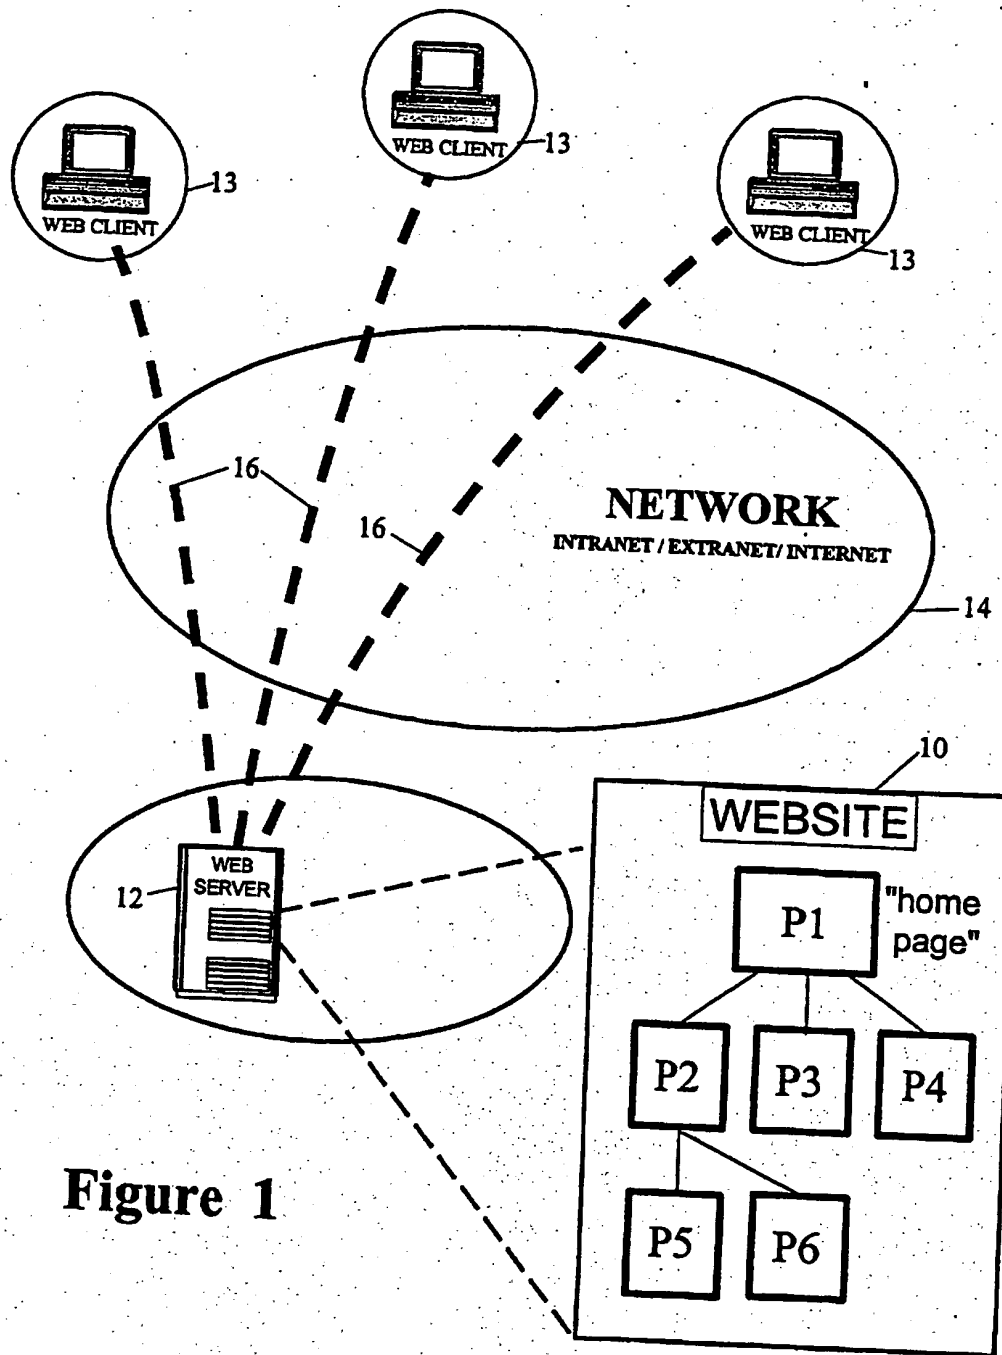 WEB CLIENT
13
WEB CLIENT
13
WEB CLIENT
13
16
16
NETWORK
INTRANET / EXTRANET/ INTERNET
14
10
WEBSITE
WEB
SERVER
12
P1
"home
page"
P2
P3
P4
P5
P6
Figure 1